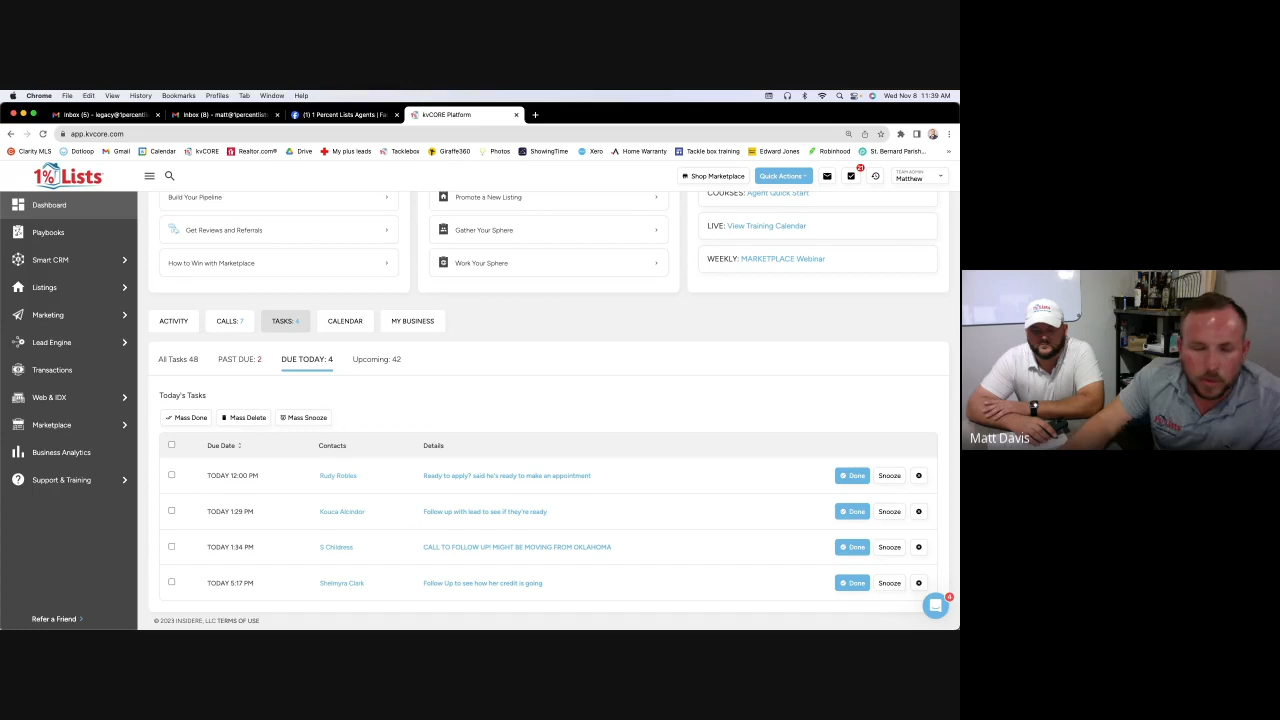 Chrome File Edit View History Bookmarks Profiles Tab Window Help Wed Nov 8 11:39 AM
Inbox (5) - legacy@1percentli Inbox (8) - matt@1percentlists (1) 1 Percent Lists Agents | Fa kvCORE Platform
app.kvcore.com
Clarity MLS Dotloop Gmail Calendar kvCORE Realtor.com® Drive My plus leads Tacklebox Giraffe360 Photos ShowingTime Xero Home Warranty Tackle box training Edward Jones Robinhood St. Bernard Parish... »
1% Lists Shop Marketplace Quick Actions 21 TEAM ADMIN
Matthew
Dashboard
Playbooks
Smart CRM
Listings
Marketing
Lead Engine
Transactions
Web & IDX
Marketplace
Business Analytics
Support & Training
Refer a Friend >
Build Your Pipeline
Get Reviews and Referrals
How to Win with Marketplace
Promote a New Listing
Gather Your Sphere
Work Your Sphere
COURSES: Agent Quick Start
LIVE: View Training Calendar
WEEKLY: MARKETPLACE Webinar
ACTIVITY CALLS: 7 TASKS: 4 CALENDAR MY BUSINESS
All Tasks 48 PAST DUE: 2 DUE TODAY: 4 Upcoming: 42
Today's Tasks
Mass Done Mass Delete Mass Snooze
Due Date Contacts Details
TODAY 12:00 PM Rudy Robles Ready to apply? said he's ready to make an appointment Done Snooze
TODAY 1:29 PM Kouca Alcindor Follow up with lead to see if they're ready Done Snooze
TODAY 1:34 PM S Childress CALL TO FOLLOW UP! MIGHT BE MOVING FROM OKLAHOMA Done Snooze
TODAY 5:17 PM Shelmyra Clark Follow Up to see how her credit is going Done Snooze
4
© 2023 INSIDERE, LLC TERMS OF USE
Matt Davis